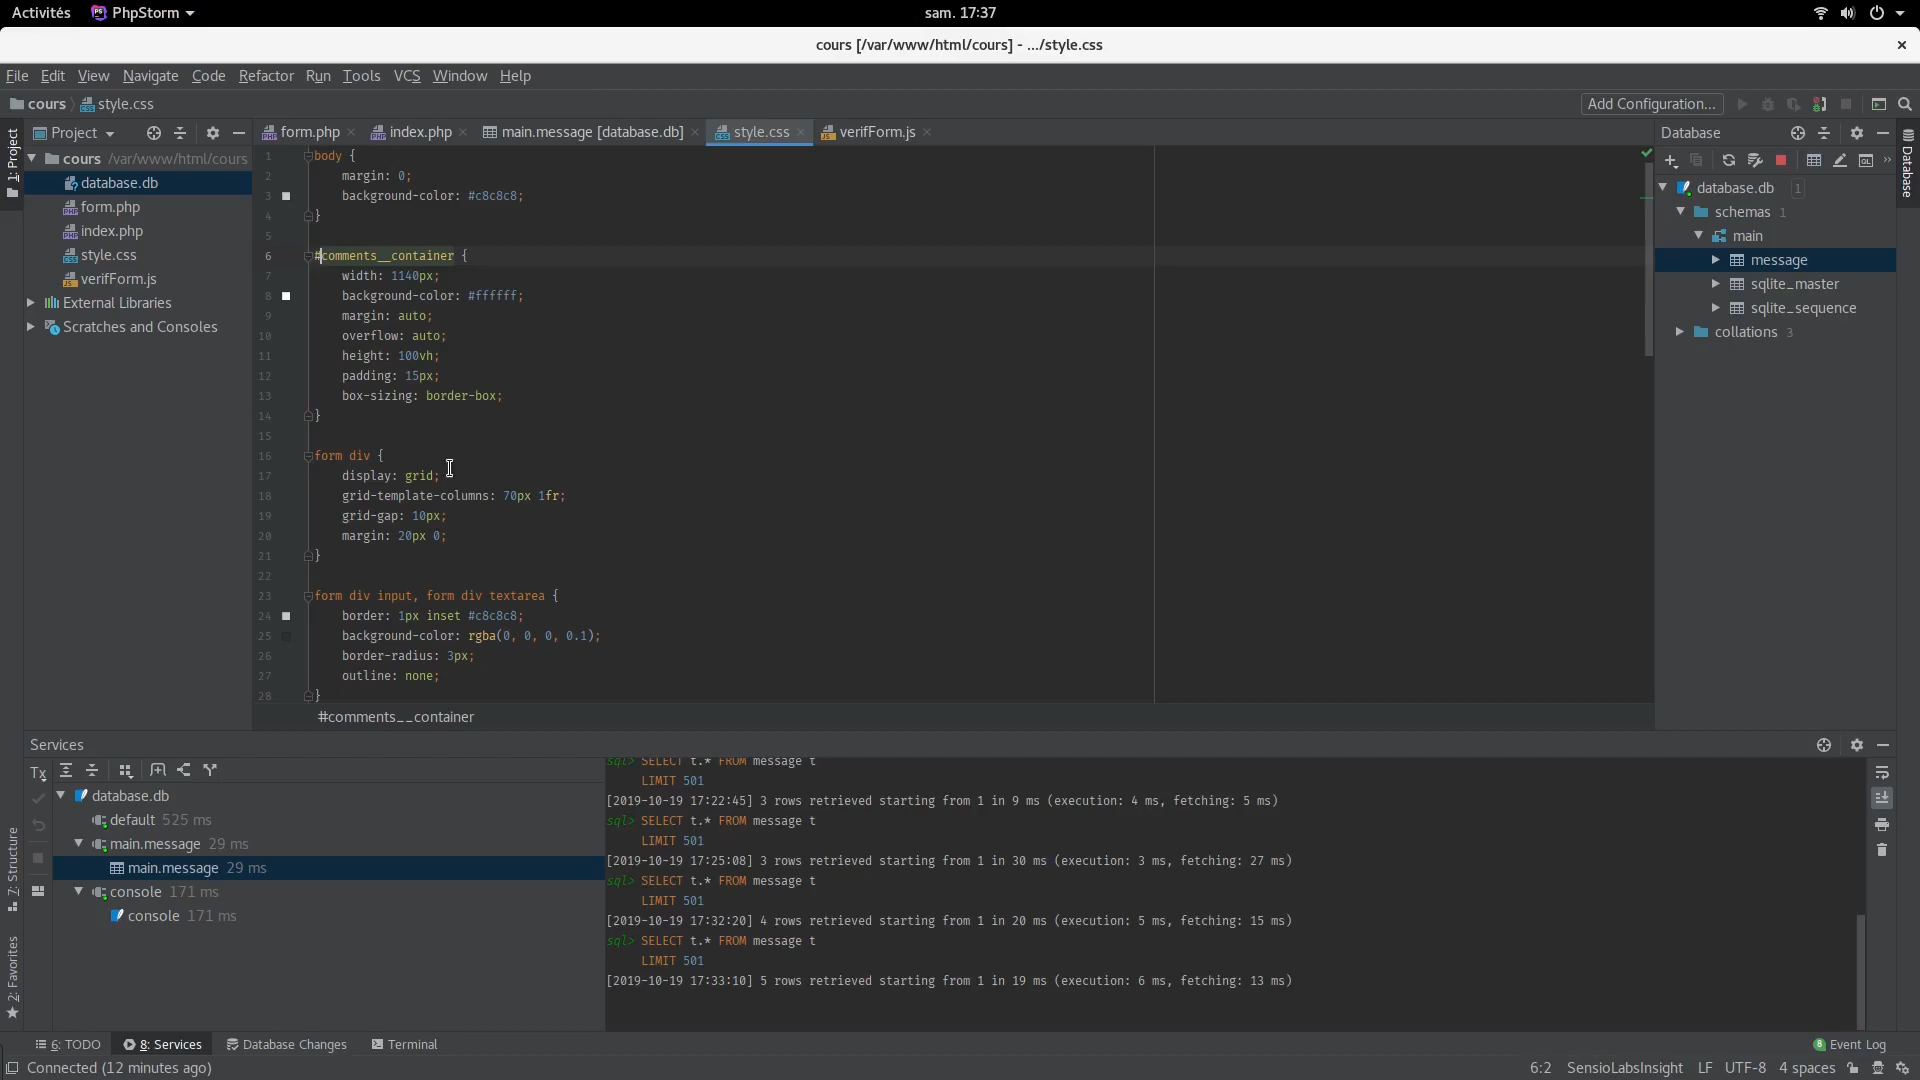 Activités PhpStorm sam. 17:37
cours [/var/www/html/cours] - .../style.css
File Edit View Navigate Code Refactor Run Tools VCS Window Help
cours style.css Add Configuration...
1: Project
Project
form.php index.php main.message [database.db] style.css verifForm.js
Database
Database
cours /var/www/html/cours
database.db
form.php
index.php
style.css
verifForm.js
External Libraries
Scratches and Consoles
1 body {
2 margin: 0;
3 background-color: #c8c8c8;
4 }
5
6 #comments__container {
7 width: 1140px;
8 background-color: #ffffff;
9 margin: auto;
10 overflow: auto;
11 height: 100vh;
12 padding: 15px;
13 box-sizing: border-box;
14 }
15
16 form div {
17 display: grid;
18 grid-template-columns: 70px 1fr;
19 grid-gap: 10px;
20 margin: 20px 0;
21 }
22
23 form div input, form div textarea {
24 border: 1px inset #c8c8c8;
25 background-color: rgba(0, 0, 0, 0.1);
26 border-radius: 3px;
27 outline: none;
28 }
#comments__container
database.db 1
schemas 1
main
message
sqlite_master
sqlite_sequence
collations 3
Services
Tx
database.db
default 525 ms
main.message 29 ms
main.message 29 ms
console 171 ms
console 171 ms
sql> SELECT t.* FROM message t
LIMIT 501
[2019-10-19 17:22:45] 3 rows retrieved starting from 1 in 9 ms (execution: 4 ms, fetching: 5 ms)
sql> SELECT t.* FROM message t
LIMIT 501
[2019-10-19 17:25:08] 3 rows retrieved starting from 1 in 30 ms (execution: 3 ms, fetching: 27 ms)
sql> SELECT t.* FROM message t
LIMIT 501
[2019-10-19 17:32:20] 4 rows retrieved starting from 1 in 20 ms (execution: 5 ms, fetching: 15 ms)
sql> SELECT t.* FROM message t
LIMIT 501
[2019-10-19 17:33:10] 5 rows retrieved starting from 1 in 19 ms (execution: 6 ms, fetching: 13 ms)
7: Structure
2: Favorites
6: TODO 8: Services Database Changes Terminal 8 Event Log
Connected (12 minutes ago) 6:2 SensioLabsInsight LF UTF-8 4 spaces